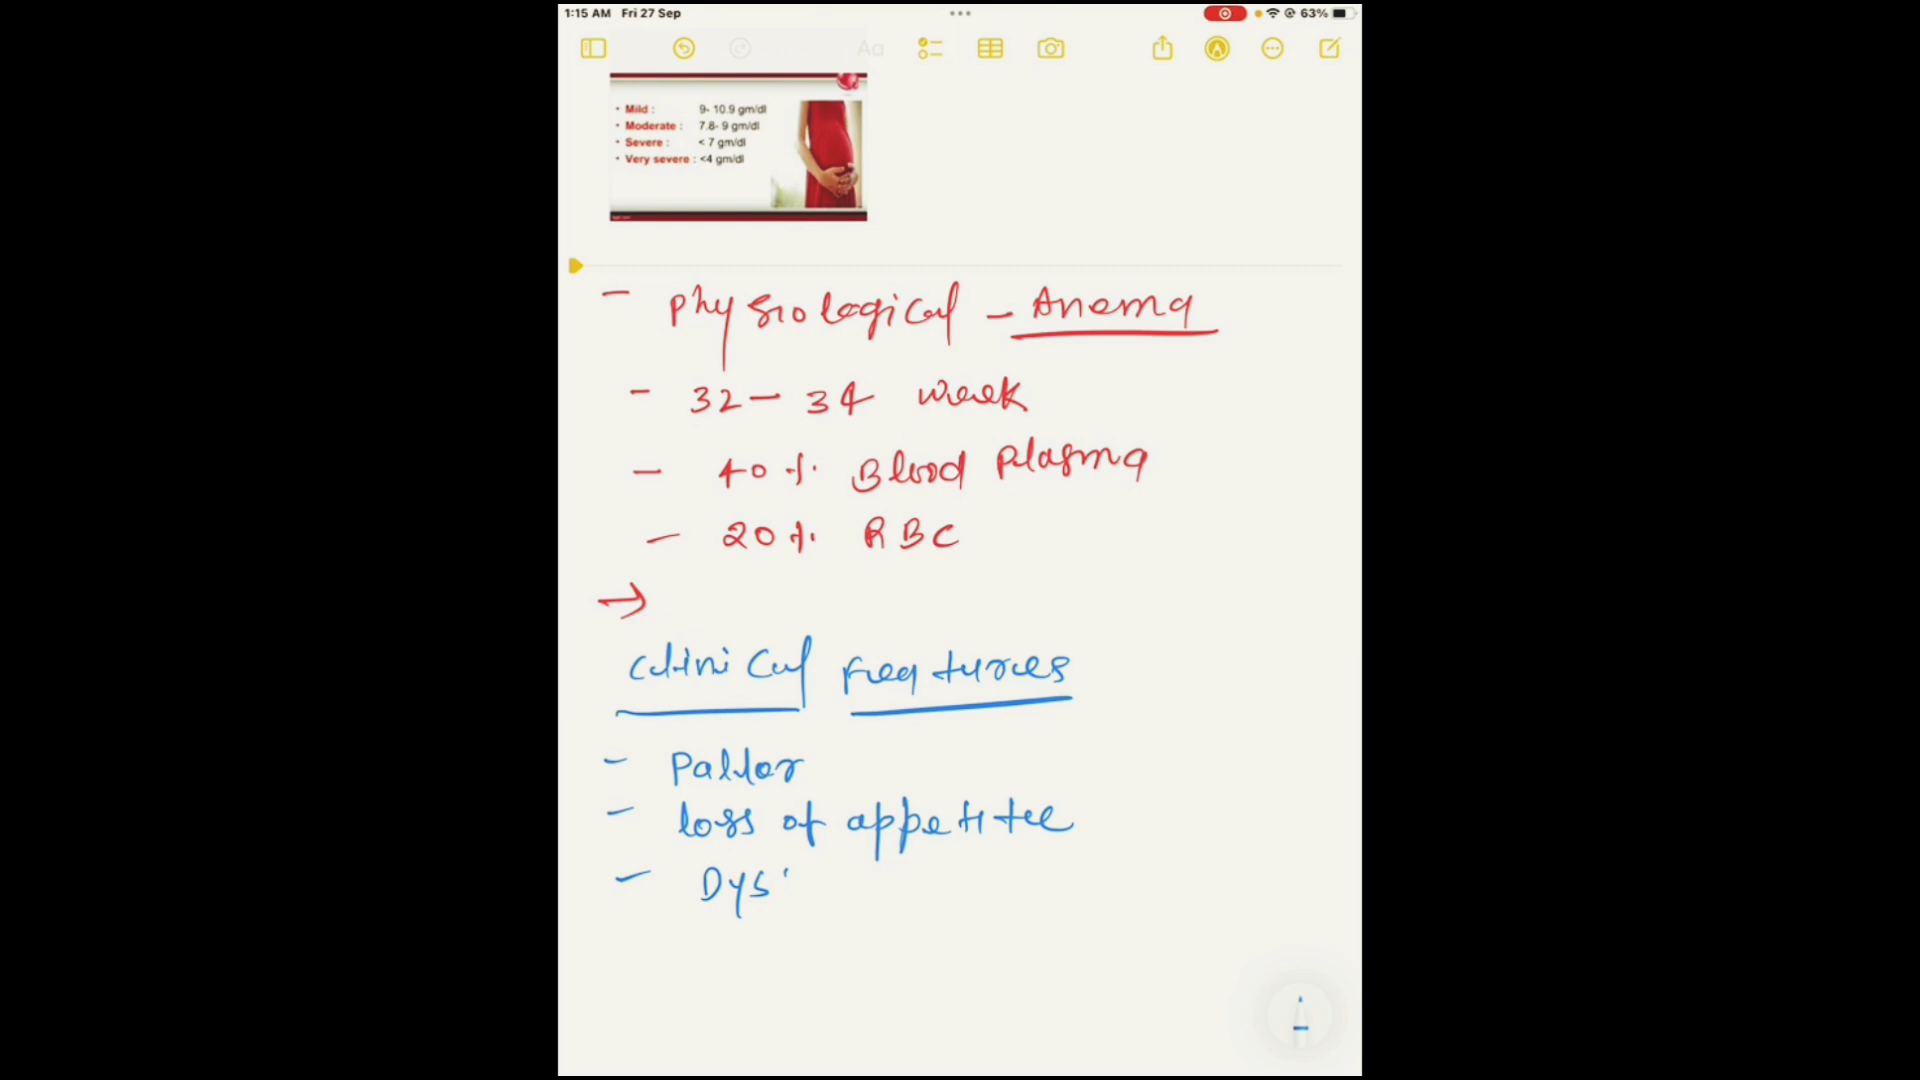 1:15 AM Fri 27 Sep
63%
Aa
• Mild : 9- 10.9 gm/dl
• Moderate : 7.8- 9 gm/dl
• Severe : < 7 gm/dl
• Very severe : <4 gm/dl
- Physiological - Anema
- 32 - 34 week
- 40 % Blood Plasma
- 20 % RBC
→
Clinical Features
- Pallor
- loss of appetite
- Dys'